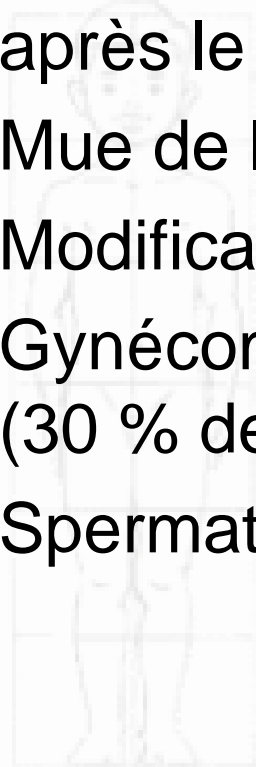 après le
Mue de
Modifica
Gynécor
(30 % de
Spermat